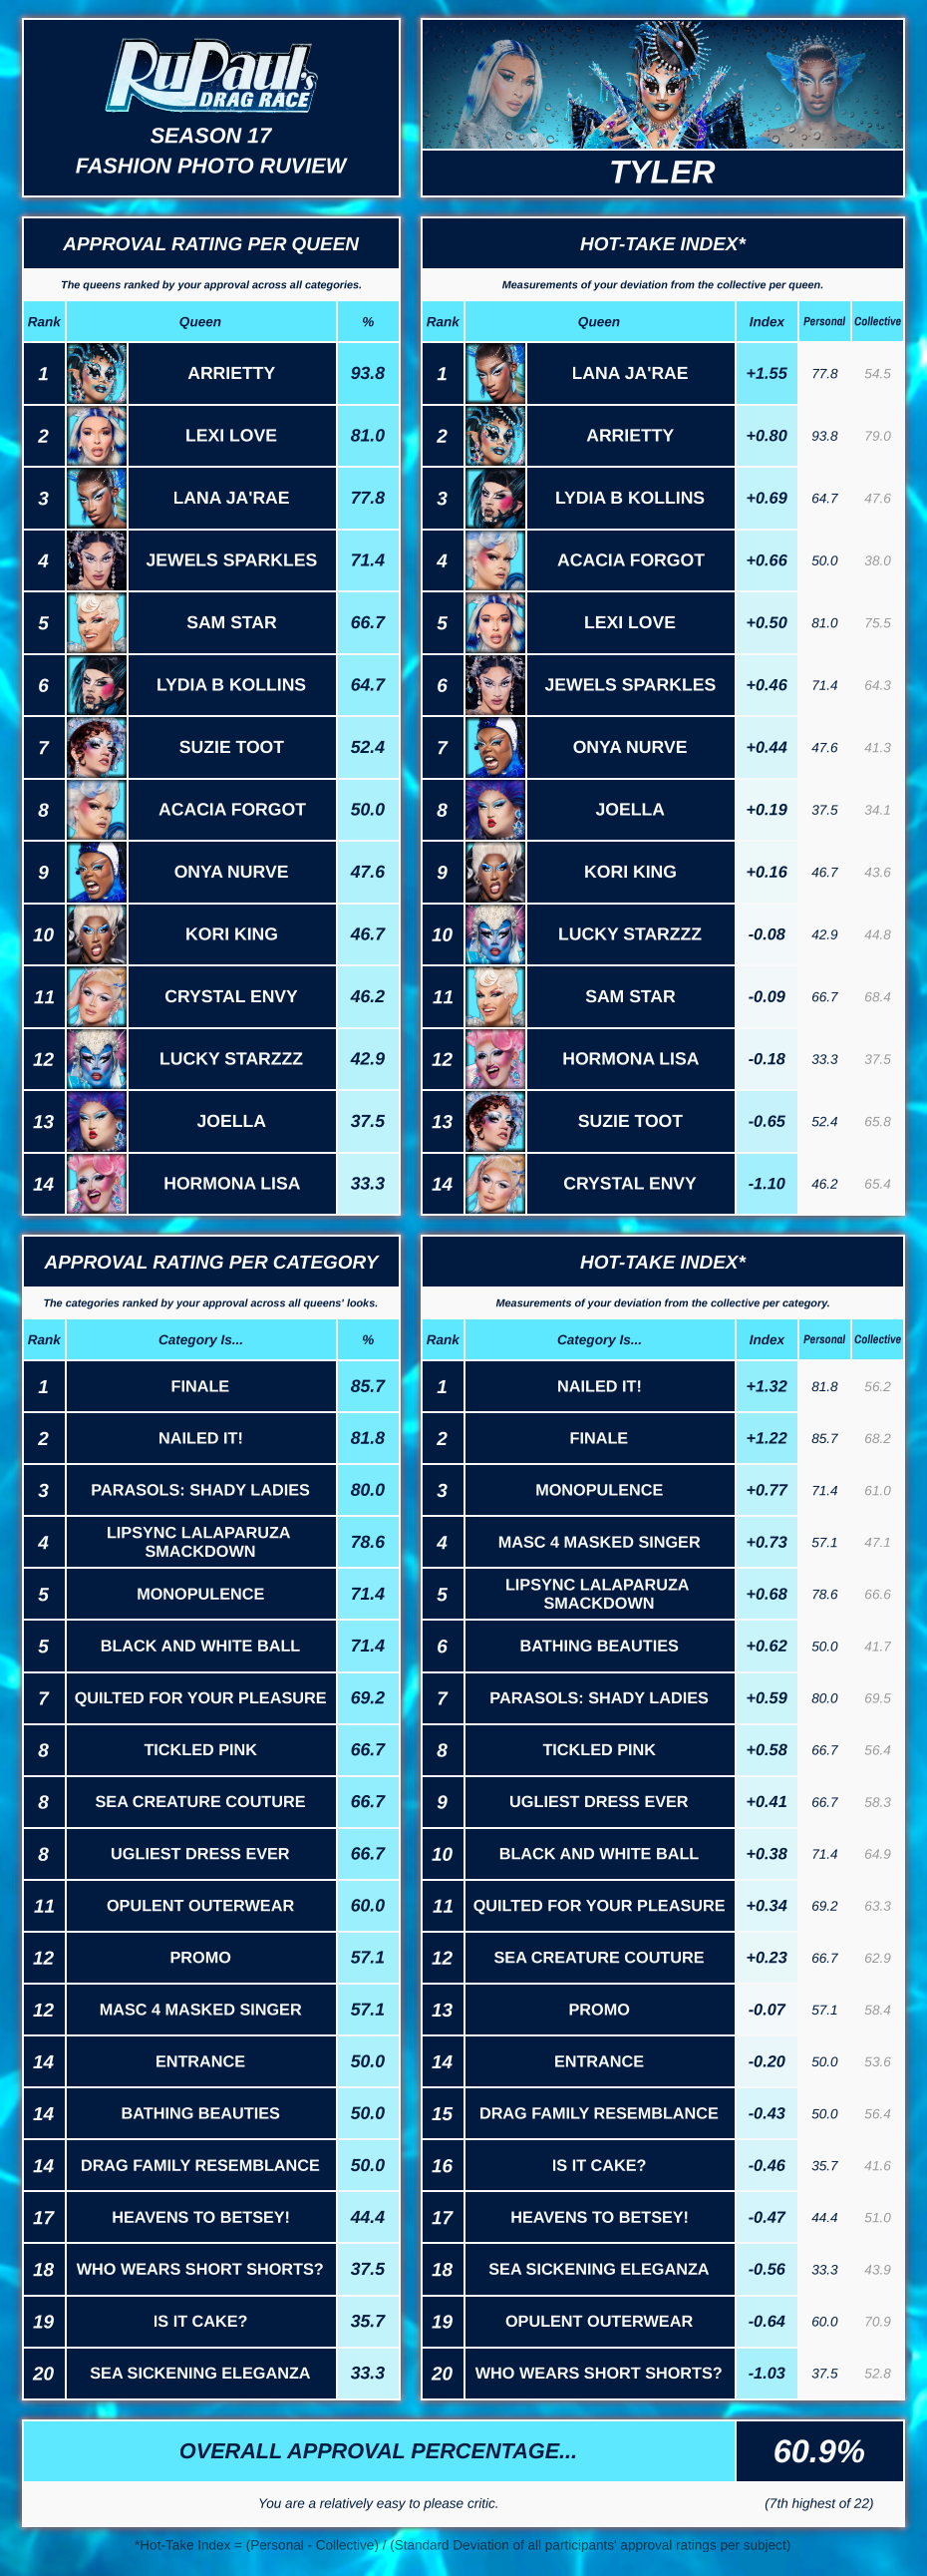 RuPaul's
DRAG RACE
SEASON 17
FASHION PHOTO RUVIEW
TYLER
APPROVAL RATING PER QUEEN
The queens ranked by your approval across all categories.
Rank Queen %
1 ARRIETTY 93.8
2 LEXI LOVE 81.0
3 LANA JA'RAE 77.8
4 JEWELS SPARKLES 71.4
5 SAM STAR 66.7
6 LYDIA B KOLLINS 64.7
7 SUZIE TOOT 52.4
8 ACACIA FORGOT 50.0
9 ONYA NURVE 47.6
10 KORI KING 46.7
11 CRYSTAL ENVY 46.2
12 LUCKY STARZZZ 42.9
13 JOELLA 37.5
14 HORMONA LISA 33.3
HOT-TAKE INDEX*
Measurements of your deviation from the collective per queen.
Rank Queen Index Personal Collective
1 LANA JA'RAE +1.55 77.8 54.5
2 ARRIETTY +0.80 93.8 79.0
3 LYDIA B KOLLINS +0.69 64.7 47.6
4 ACACIA FORGOT +0.66 50.0 38.0
5 LEXI LOVE +0.50 81.0 75.5
6 JEWELS SPARKLES +0.46 71.4 64.3
7 ONYA NURVE +0.44 47.6 41.3
8 JOELLA +0.19 37.5 34.1
9 KORI KING +0.16 46.7 43.6
10 LUCKY STARZZZ -0.08 42.9 44.8
11 SAM STAR -0.09 66.7 68.4
12 HORMONA LISA -0.18 33.3 37.5
13 SUZIE TOOT -0.65 52.4 65.8
14 CRYSTAL ENVY -1.10 46.2 65.4
APPROVAL RATING PER CATEGORY
The categories ranked by your approval across all queens' looks.
Rank Category Is... %
1 FINALE 85.7
2 NAILED IT! 81.8
3 PARASOLS: SHADY LADIES 80.0
4 LIPSYNC LALAPARUZA
SMACKDOWN 78.6
5 MONOPULENCE 71.4
5 BLACK AND WHITE BALL 71.4
7 QUILTED FOR YOUR PLEASURE 69.2
8 TICKLED PINK 66.7
8 SEA CREATURE COUTURE 66.7
8 UGLIEST DRESS EVER 66.7
11 OPULENT OUTERWEAR 60.0
12 PROMO 57.1
12 MASC 4 MASKED SINGER 57.1
14 ENTRANCE 50.0
14 BATHING BEAUTIES 50.0
14 DRAG FAMILY RESEMBLANCE 50.0
17 HEAVENS TO BETSEY! 44.4
18 WHO WEARS SHORT SHORTS? 37.5
19 IS IT CAKE? 35.7
20 SEA SICKENING ELEGANZA 33.3
HOT-TAKE INDEX*
Measurements of your deviation from the collective per category.
Rank Category Is... Index Personal Collective
1 NAILED IT! +1.32 81.8 56.2
2 FINALE +1.22 85.7 68.2
3 MONOPULENCE +0.77 71.4 61.0
4 MASC 4 MASKED SINGER +0.73 57.1 47.1
5 LIPSYNC LALAPARUZA
SMACKDOWN +0.68 78.6 66.6
6 BATHING BEAUTIES +0.62 50.0 41.7
7 PARASOLS: SHADY LADIES +0.59 80.0 69.5
8 TICKLED PINK +0.58 66.7 56.4
9 UGLIEST DRESS EVER +0.41 66.7 58.3
10 BLACK AND WHITE BALL +0.38 71.4 64.9
11 QUILTED FOR YOUR PLEASURE +0.34 69.2 63.3
12 SEA CREATURE COUTURE +0.23 66.7 62.9
13 PROMO -0.07 57.1 58.4
14 ENTRANCE -0.20 50.0 53.6
15 DRAG FAMILY RESEMBLANCE -0.43 50.0 56.4
16 IS IT CAKE? -0.46 35.7 41.6
17 HEAVENS TO BETSEY! -0.47 44.4 51.0
18 SEA SICKENING ELEGANZA -0.56 33.3 43.9
19 OPULENT OUTERWEAR -0.64 60.0 70.9
20 WHO WEARS SHORT SHORTS? -1.03 37.5 52.8
OVERALL APPROVAL PERCENTAGE... 60.9%
You are a relatively easy to please critic. (7th highest of 22)
*Hot-Take Index = (Personal - Collective) / (Standard Deviation of all participants' approval ratings per subject)